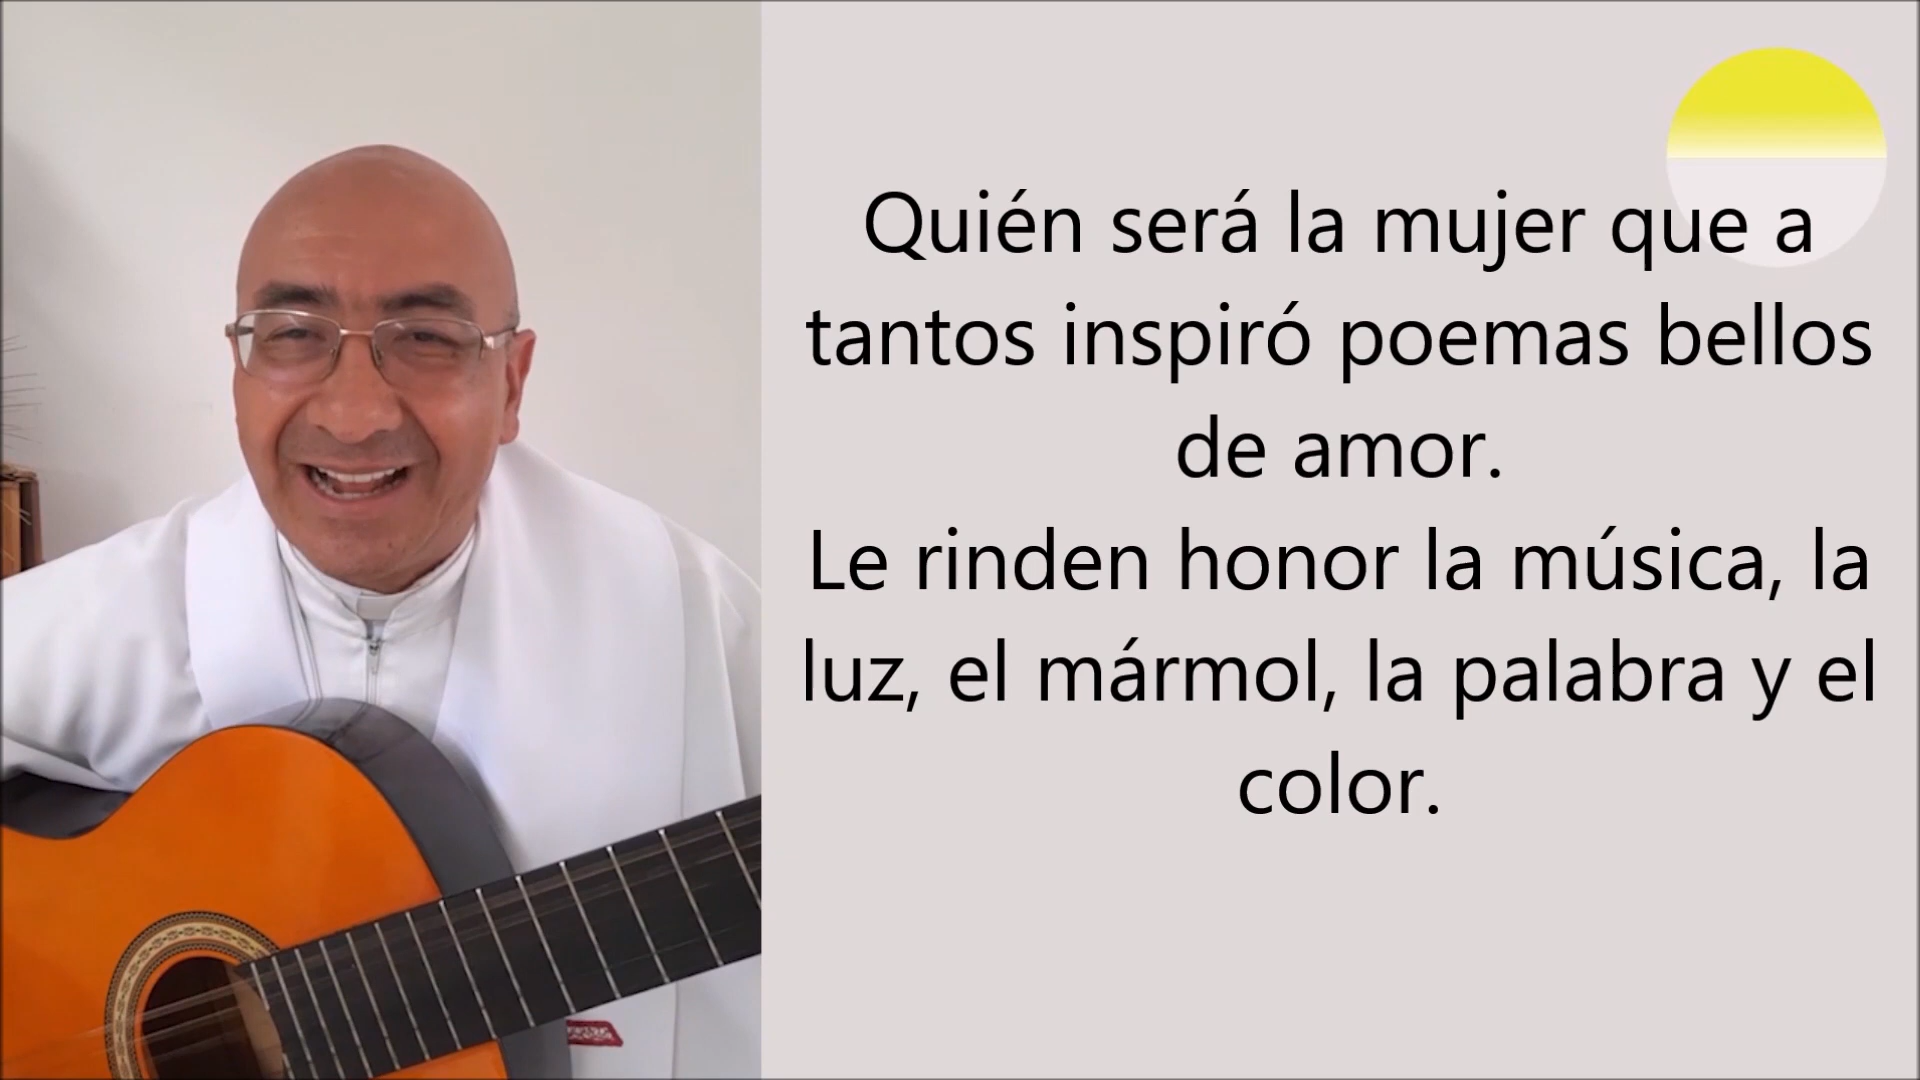 Quién será la mujer que a
tantos inspiró poemas bellos
de amor.
Le rinden honor la música, la
luz, el mármol, la palabra y el
color.